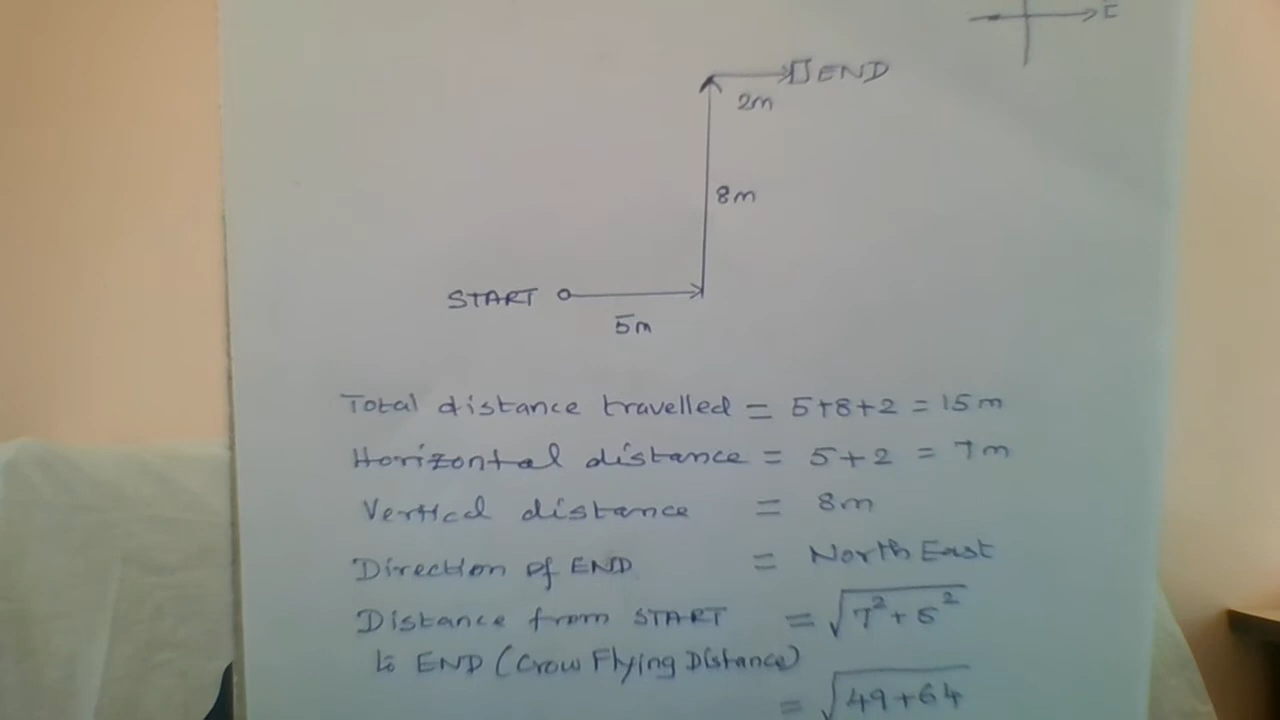 E
END
2m
8m
START
5m
Total distance travelled = 5+8+2 = 15m
Horizontal distance = 5+2 = 7m
Vertical distance = 8m
Direction of END = North East
Distance from START = √7²+5²
to END (Crow Flying Distance)
= √49+64